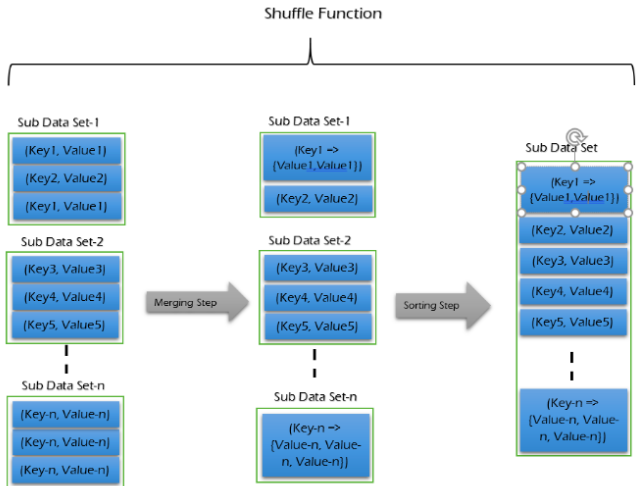 Shuffle Function
Sub Data Set-1
(Key1, Value1)
(Key2, Value2)
(Key1, Value1)
Sub Data Set-2
(Key3, Value3)
(Key4, Value4)
(Key5, Value5)
Sub Data Set-n
(Key-n, Value-n)
(Key-n, Value-n)
(Key-n, Value-n)
Merging Step
Sub Data Set-1
(Key1 =>
{Value1,Value1})
(Key2, Value2)
Sub Data Set-2
(Key3, Value3)
(Key4, Value4)
(Key5, Value5)
Sub Data Set-n
(Key-n =>
{Value-n, Value-
n, Value-n})
Sorting Step
Sub Data Set
(Key1 =>
{Value1,Value1})
(Key2, Value2)
(Key3, Value3)
(Key4, Value4)
(Key5, Value5)
(Key-n =>
{Value-n, Value-
n, Value-n})